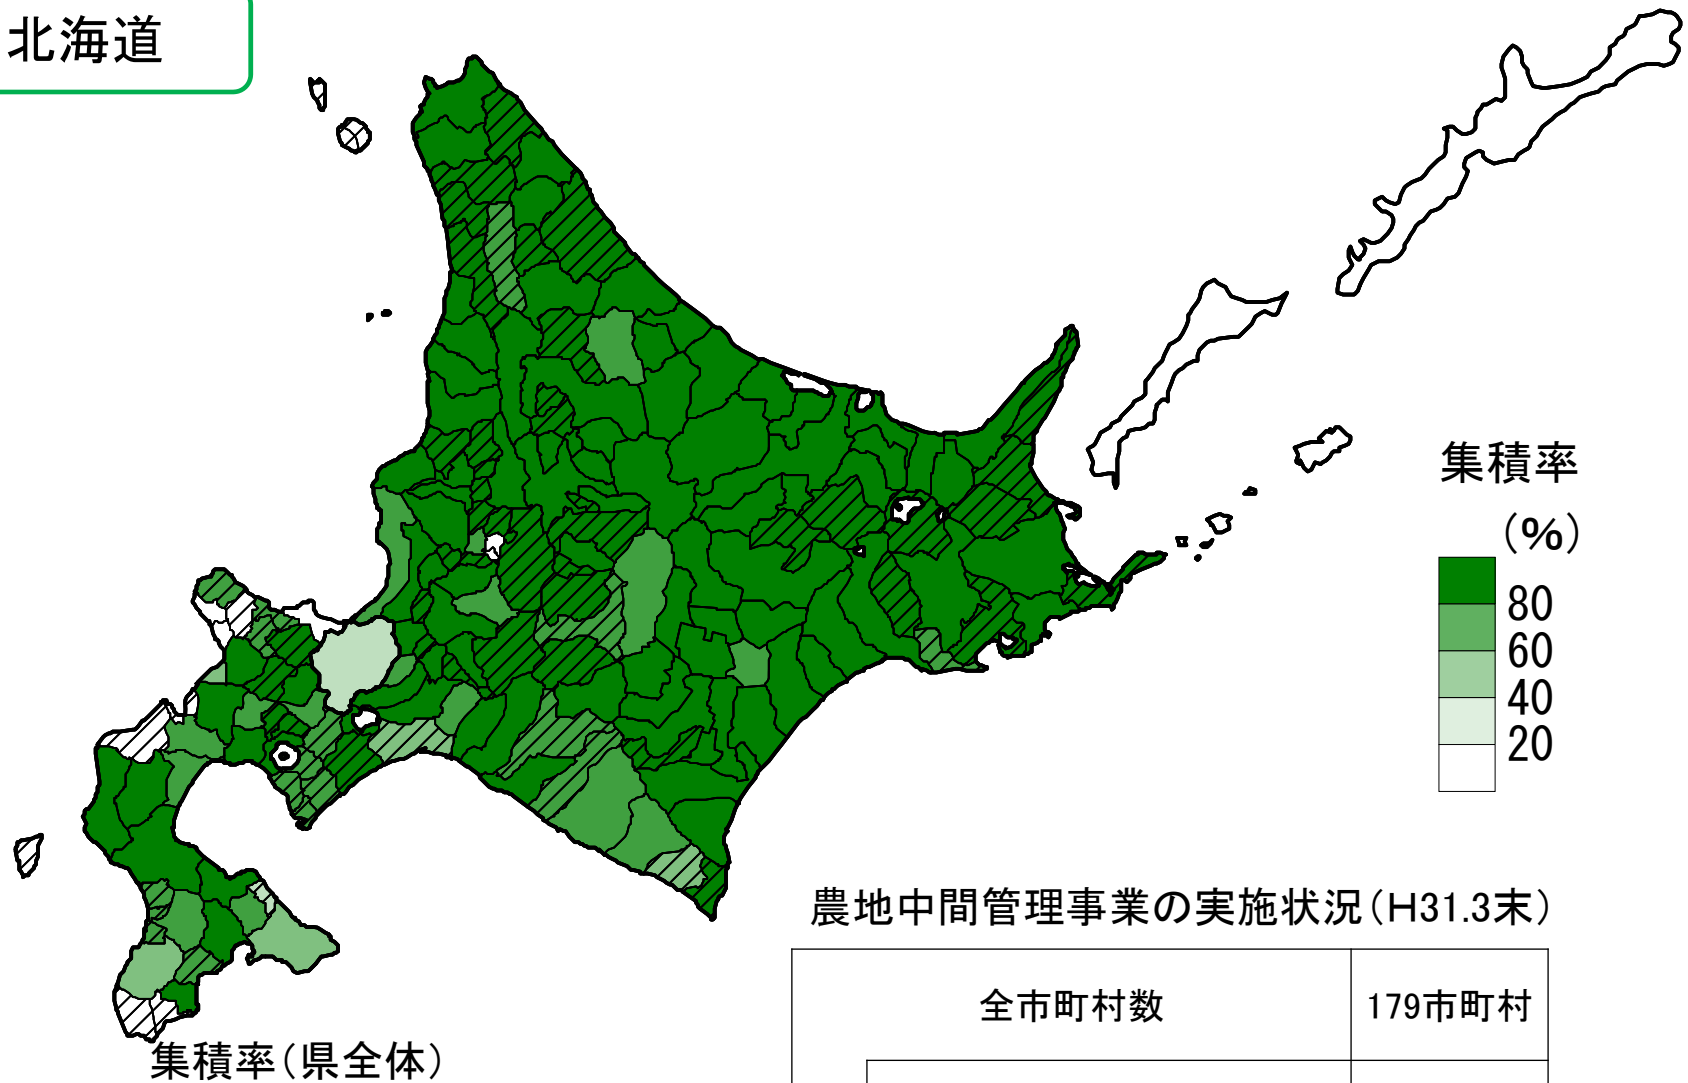 北海道
集積率
(%)
80
60
40
20
農地中間管理事業の実施状況(H31.3末)
全市町村数 179市町村
集積率(県全体)